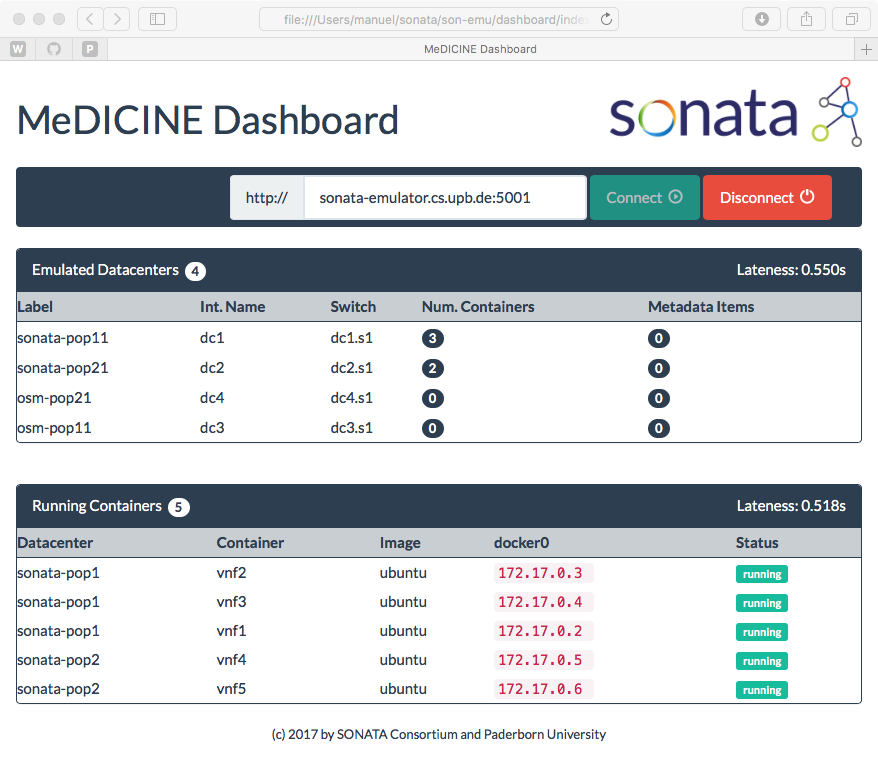 file:///Users/manuel/sonata/son-emu/dashboard/index
W P MeDICINE Dashboard
MeDICINE Dashboard
sonata
http:// sonata-emulator.cs.upb.de:5001 Connect Disconnect
Emulated Datacenters 4 Lateness: 0.550s
Label Int. Name Switch Num. Containers Metadata Items
sonata-pop11 dc1 dc1.s1 3 0
sonata-pop21 dc2 dc2.s1 2 0
osm-pop21 dc4 dc4.s1 0 0
osm-pop11 dc3 dc3.s1 0 0
Running Containers 5 Lateness: 0.518s
Datacenter Container Image docker0 Status
sonata-pop1 vnf2 ubuntu 172.17.0.3 running
sonata-pop1 vnf3 ubuntu 172.17.0.4 running
sonata-pop1 vnf1 ubuntu 172.17.0.2 running
sonata-pop2 vnf4 ubuntu 172.17.0.5 running
sonata-pop2 vnf5 ubuntu 172.17.0.6 running
(c) 2017 by SONATA Consortium and Paderborn University